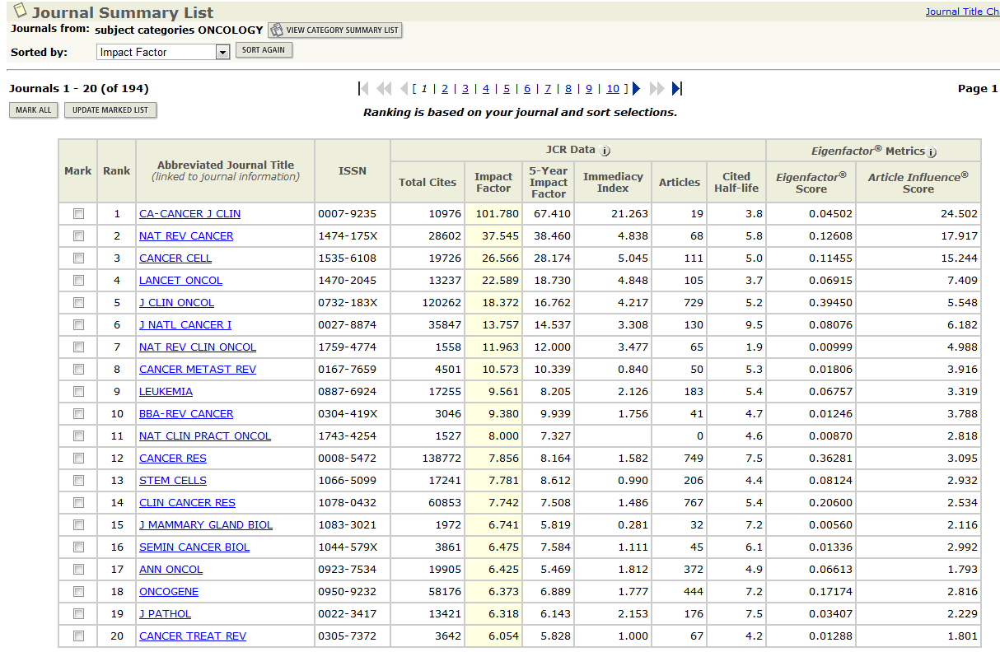 Journal Summary List
Journal Title Ch
Journals from: subject categories ONCOLOGY VIEW CATEGORY SUMMARY LIST
Sorted by: Impact Factor SORT AGAIN
Journals 1 - 20 (of 194) [ 1 | 2 | 3 | 4 | 5 | 6 | 7 | 8 | 9 | 10 ] Page 1
MARK ALL UPDATE MARKED LIST Ranking is based on your journal and sort selections.
Mark Rank Abbreviated Journal Title (linked to journal information) ISSN JCR Data i Eigenfactor® Metrics i
Total Cites Impact Factor 5-Year Impact Factor Immediacy Index Articles Cited Half-life Eigenfactor® Score Article Influence® Score
1 CA-CANCER J CLIN 0007-9235 10976 101.780 67.410 21.263 19 3.8 0.04502 24.502
2 NAT REV CANCER 1474-175X 28602 37.545 38.460 4.838 68 5.8 0.12608 17.917
3 CANCER CELL 1535-6108 19726 26.566 28.174 5.045 111 5.0 0.11455 15.244
4 LANCET ONCOL 1470-2045 13237 22.589 18.730 4.848 105 3.7 0.06915 7.409
5 J CLIN ONCOL 0732-183X 120262 18.372 16.762 4.217 729 5.2 0.39450 5.548
6 J NATL CANCER I 0027-8874 35847 13.757 14.537 3.308 130 9.5 0.08076 6.182
7 NAT REV CLIN ONCOL 1759-4774 1558 11.963 12.000 3.477 65 1.9 0.00999 4.988
8 CANCER METAST REV 0167-7659 4501 10.573 10.339 0.840 50 5.3 0.01806 3.916
9 LEUKEMIA 0887-6924 17255 9.561 8.205 2.126 183 5.4 0.06757 3.319
10 BBA-REV CANCER 0304-419X 3046 9.380 9.939 1.756 41 4.7 0.01246 3.788
11 NAT CLIN PRACT ONCOL 1743-4254 1527 8.000 7.327 0 4.6 0.00870 2.818
12 CANCER RES 0008-5472 138772 7.856 8.164 1.582 749 7.5 0.36281 3.095
13 STEM CELLS 1066-5099 17241 7.781 8.612 0.990 206 4.4 0.08124 2.932
14 CLIN CANCER RES 1078-0432 60853 7.742 7.508 1.486 767 5.4 0.20600 2.534
15 J MAMMARY GLAND BIOL 1083-3021 1972 6.741 5.819 0.281 32 7.2 0.00560 2.116
16 SEMIN CANCER BIOL 1044-579X 3861 6.475 7.584 1.111 45 6.1 0.01336 2.992
17 ANN ONCOL 0923-7534 19905 6.425 5.469 1.812 372 4.9 0.06613 1.793
18 ONCOGENE 0950-9232 58176 6.373 6.889 1.777 444 7.2 0.17174 2.816
19 J PATHOL 0022-3417 13421 6.318 6.143 2.153 176 7.5 0.03407 2.229
20 CANCER TREAT REV 0305-7372 3642 6.054 5.828 1.000 67 4.2 0.01288 1.801